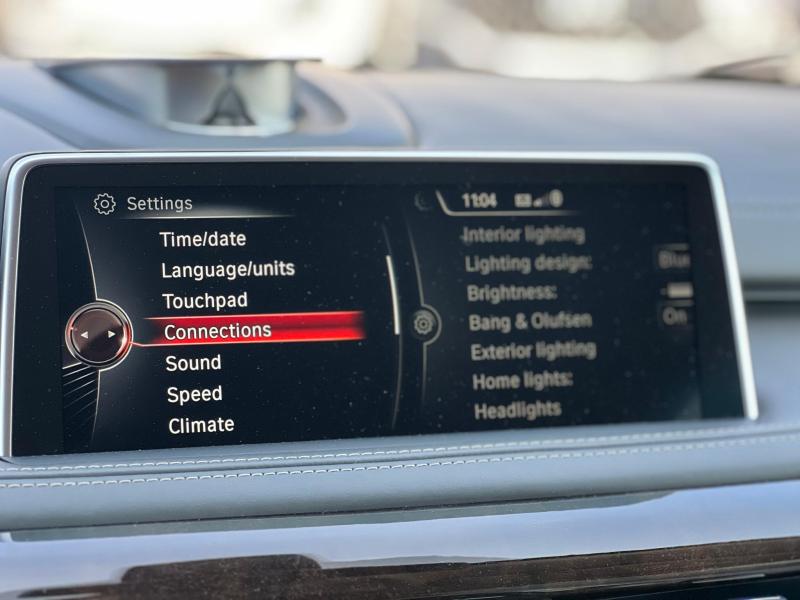 Settings
Time/date
Language/units
Touchpad
Connections
Sound
Speed
Climate
11:04
Interior lighting
Lighting design:
Brightness:
Bang & Olufsen
On
Exterior lighting
Home lights:
Headlights